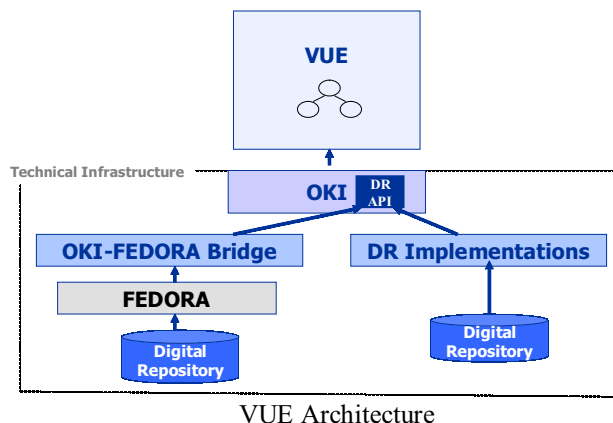 VUE
Technical Infrastructure
OKI
DR
API
OKI-FEDORA Bridge
DR Implementations
FEDORA
Digital
Repository
Digital
Repository
VUE Architecture